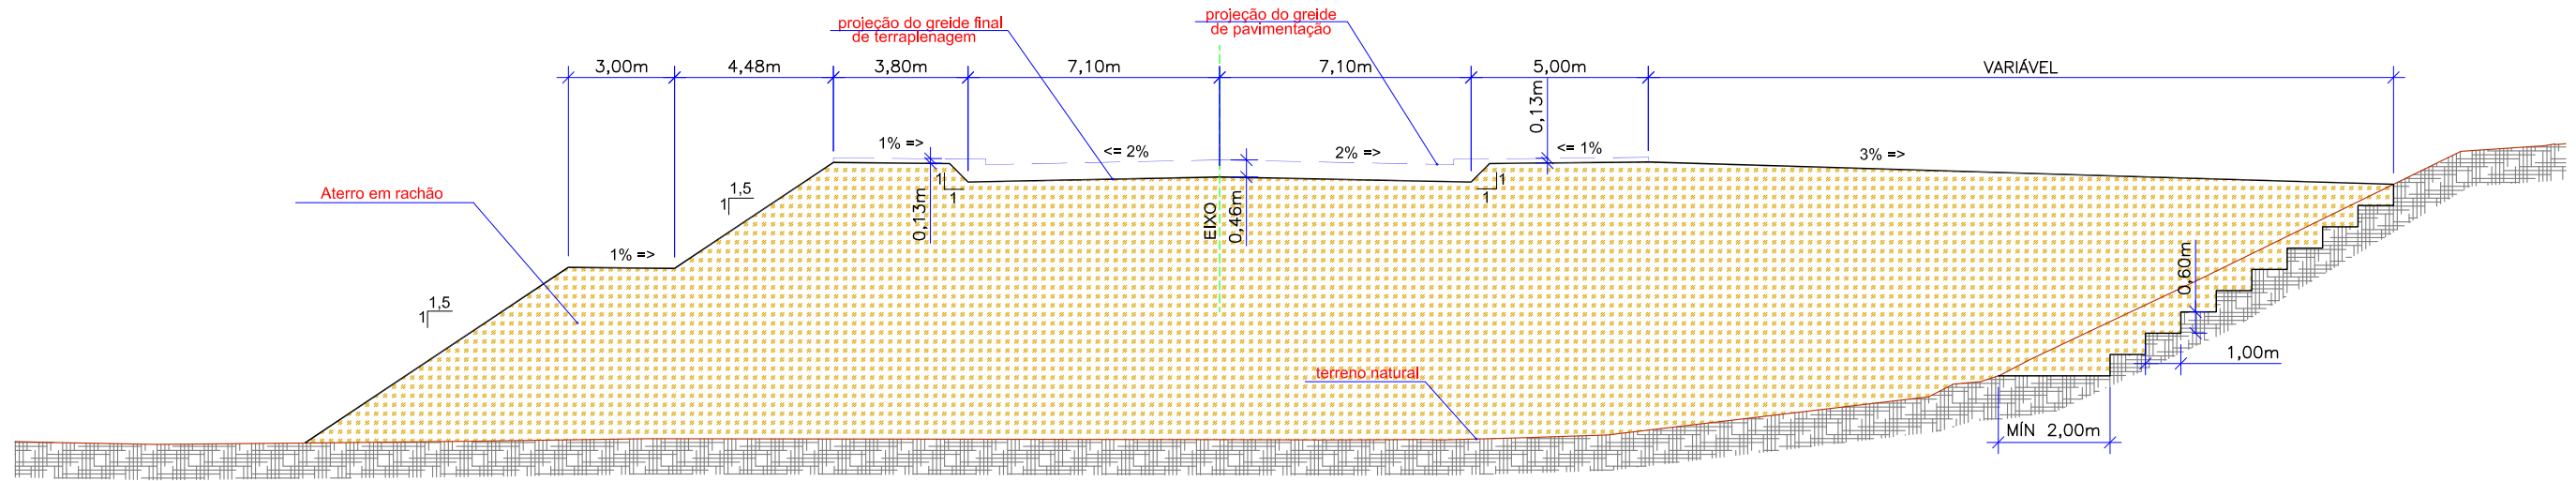 projeção do greide final
de terraplenagem
projeção do greide
de pavimentação
3,00m
4,48m
3,80m
7,10m
7,10m
5,00m
VARIÁVEL
0,13m
1% =>
<= 2%
2% =>
<= 1%
3% =>
Aterro em rachão
1,5
1
1
1
0,13m
EIXO
0,46m
1
1
1% =>
0,60m
1,5
1
1,00m
terreno natural
MÍN 2,00m